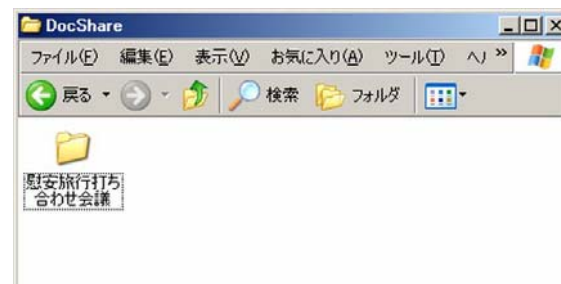 DocShare
ファイル(F) 編集(E) 表示(V) お気に入り(A) ツール(T) ヘル »
戻る 検索 フォルダ
慰安旅行打ち
合わせ会議